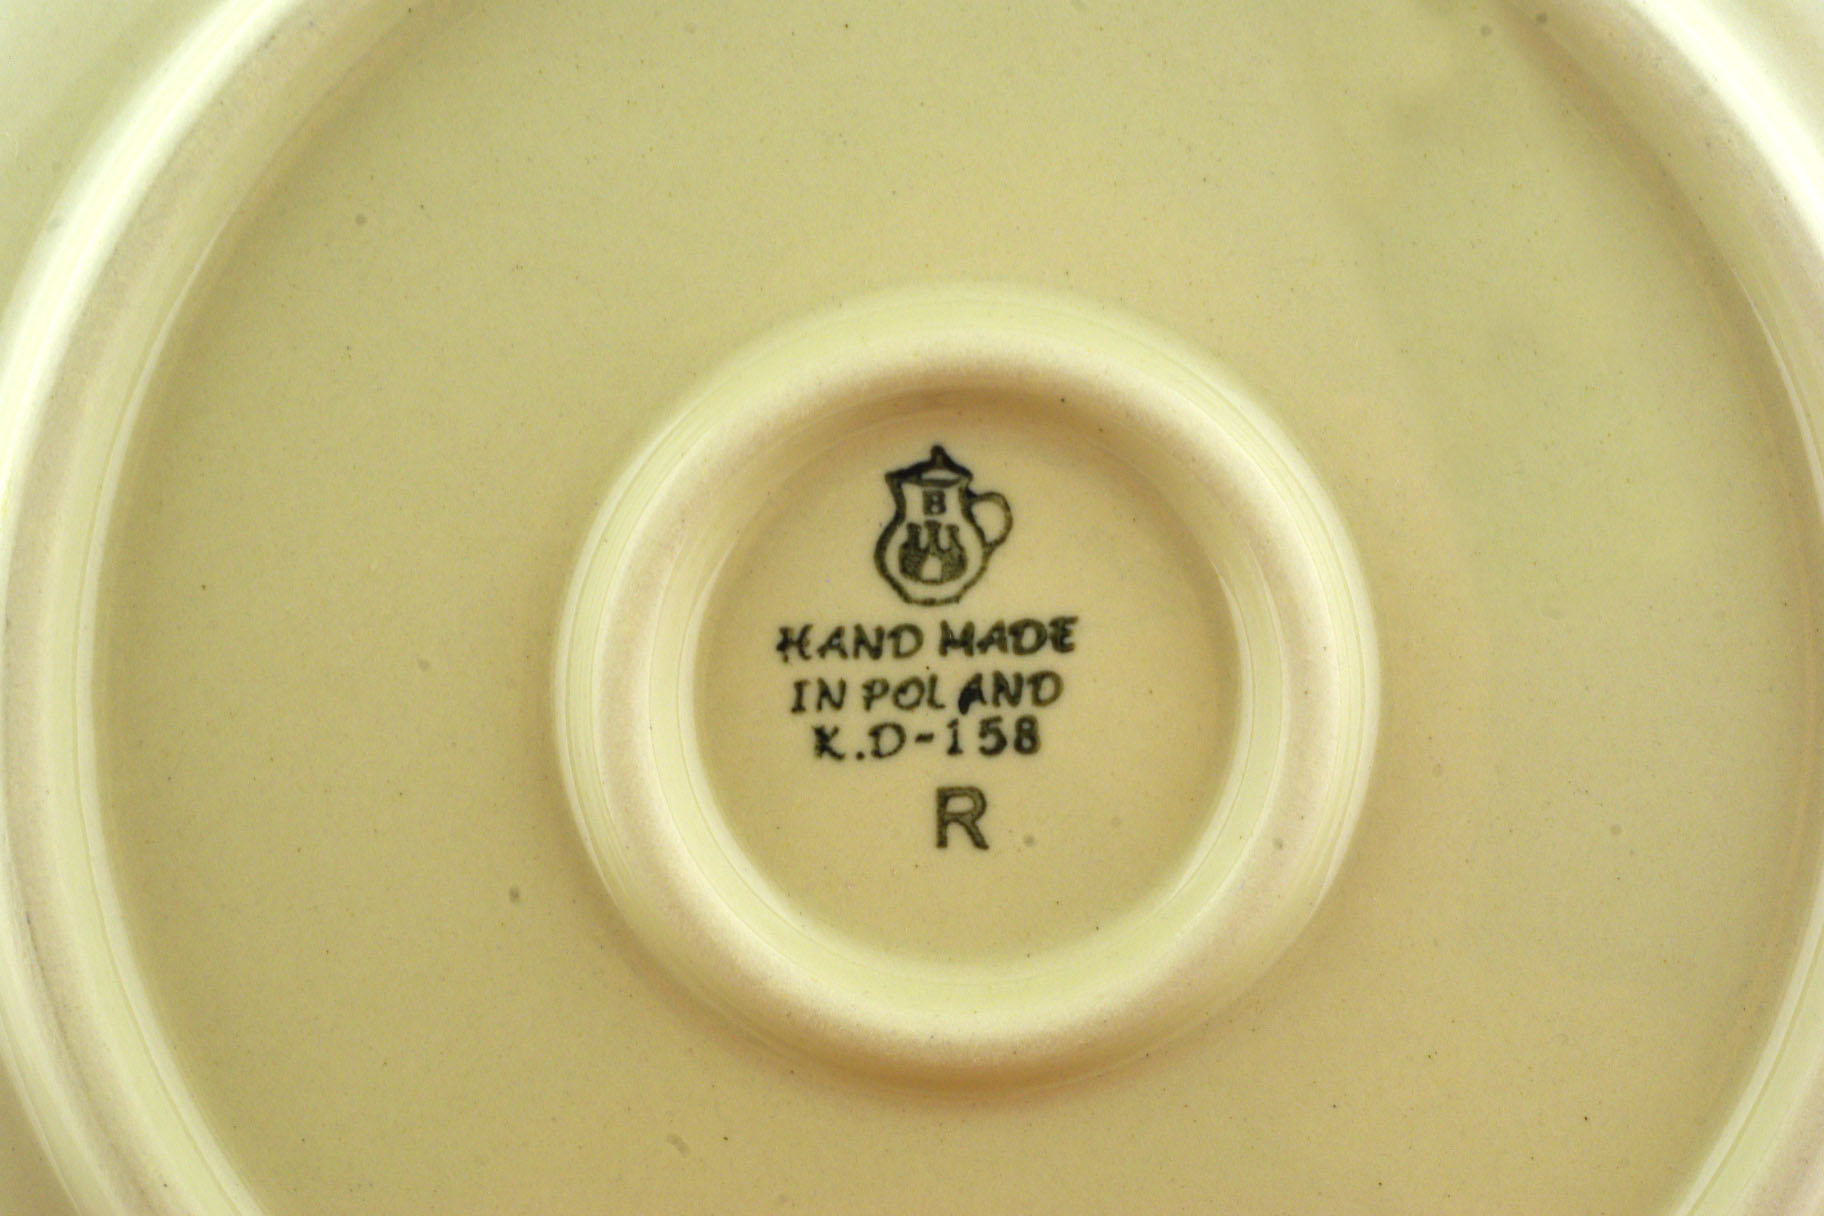 B
HAND MADE
IN POLAND
K.D-158
R